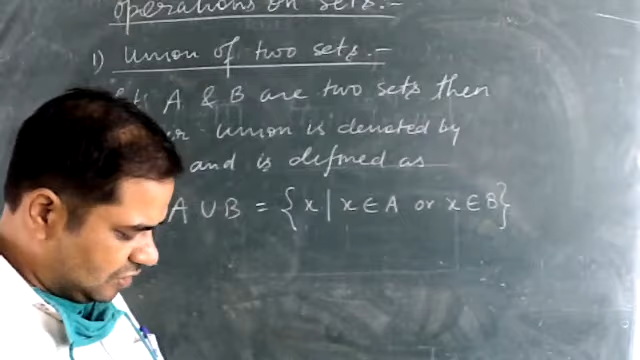 operations on sets.-
1) Union of two sets.-
A & B are two sets then
union is denoted by
and is defined as
A ∪ B = {x | x ∈ A or x ∈ B}